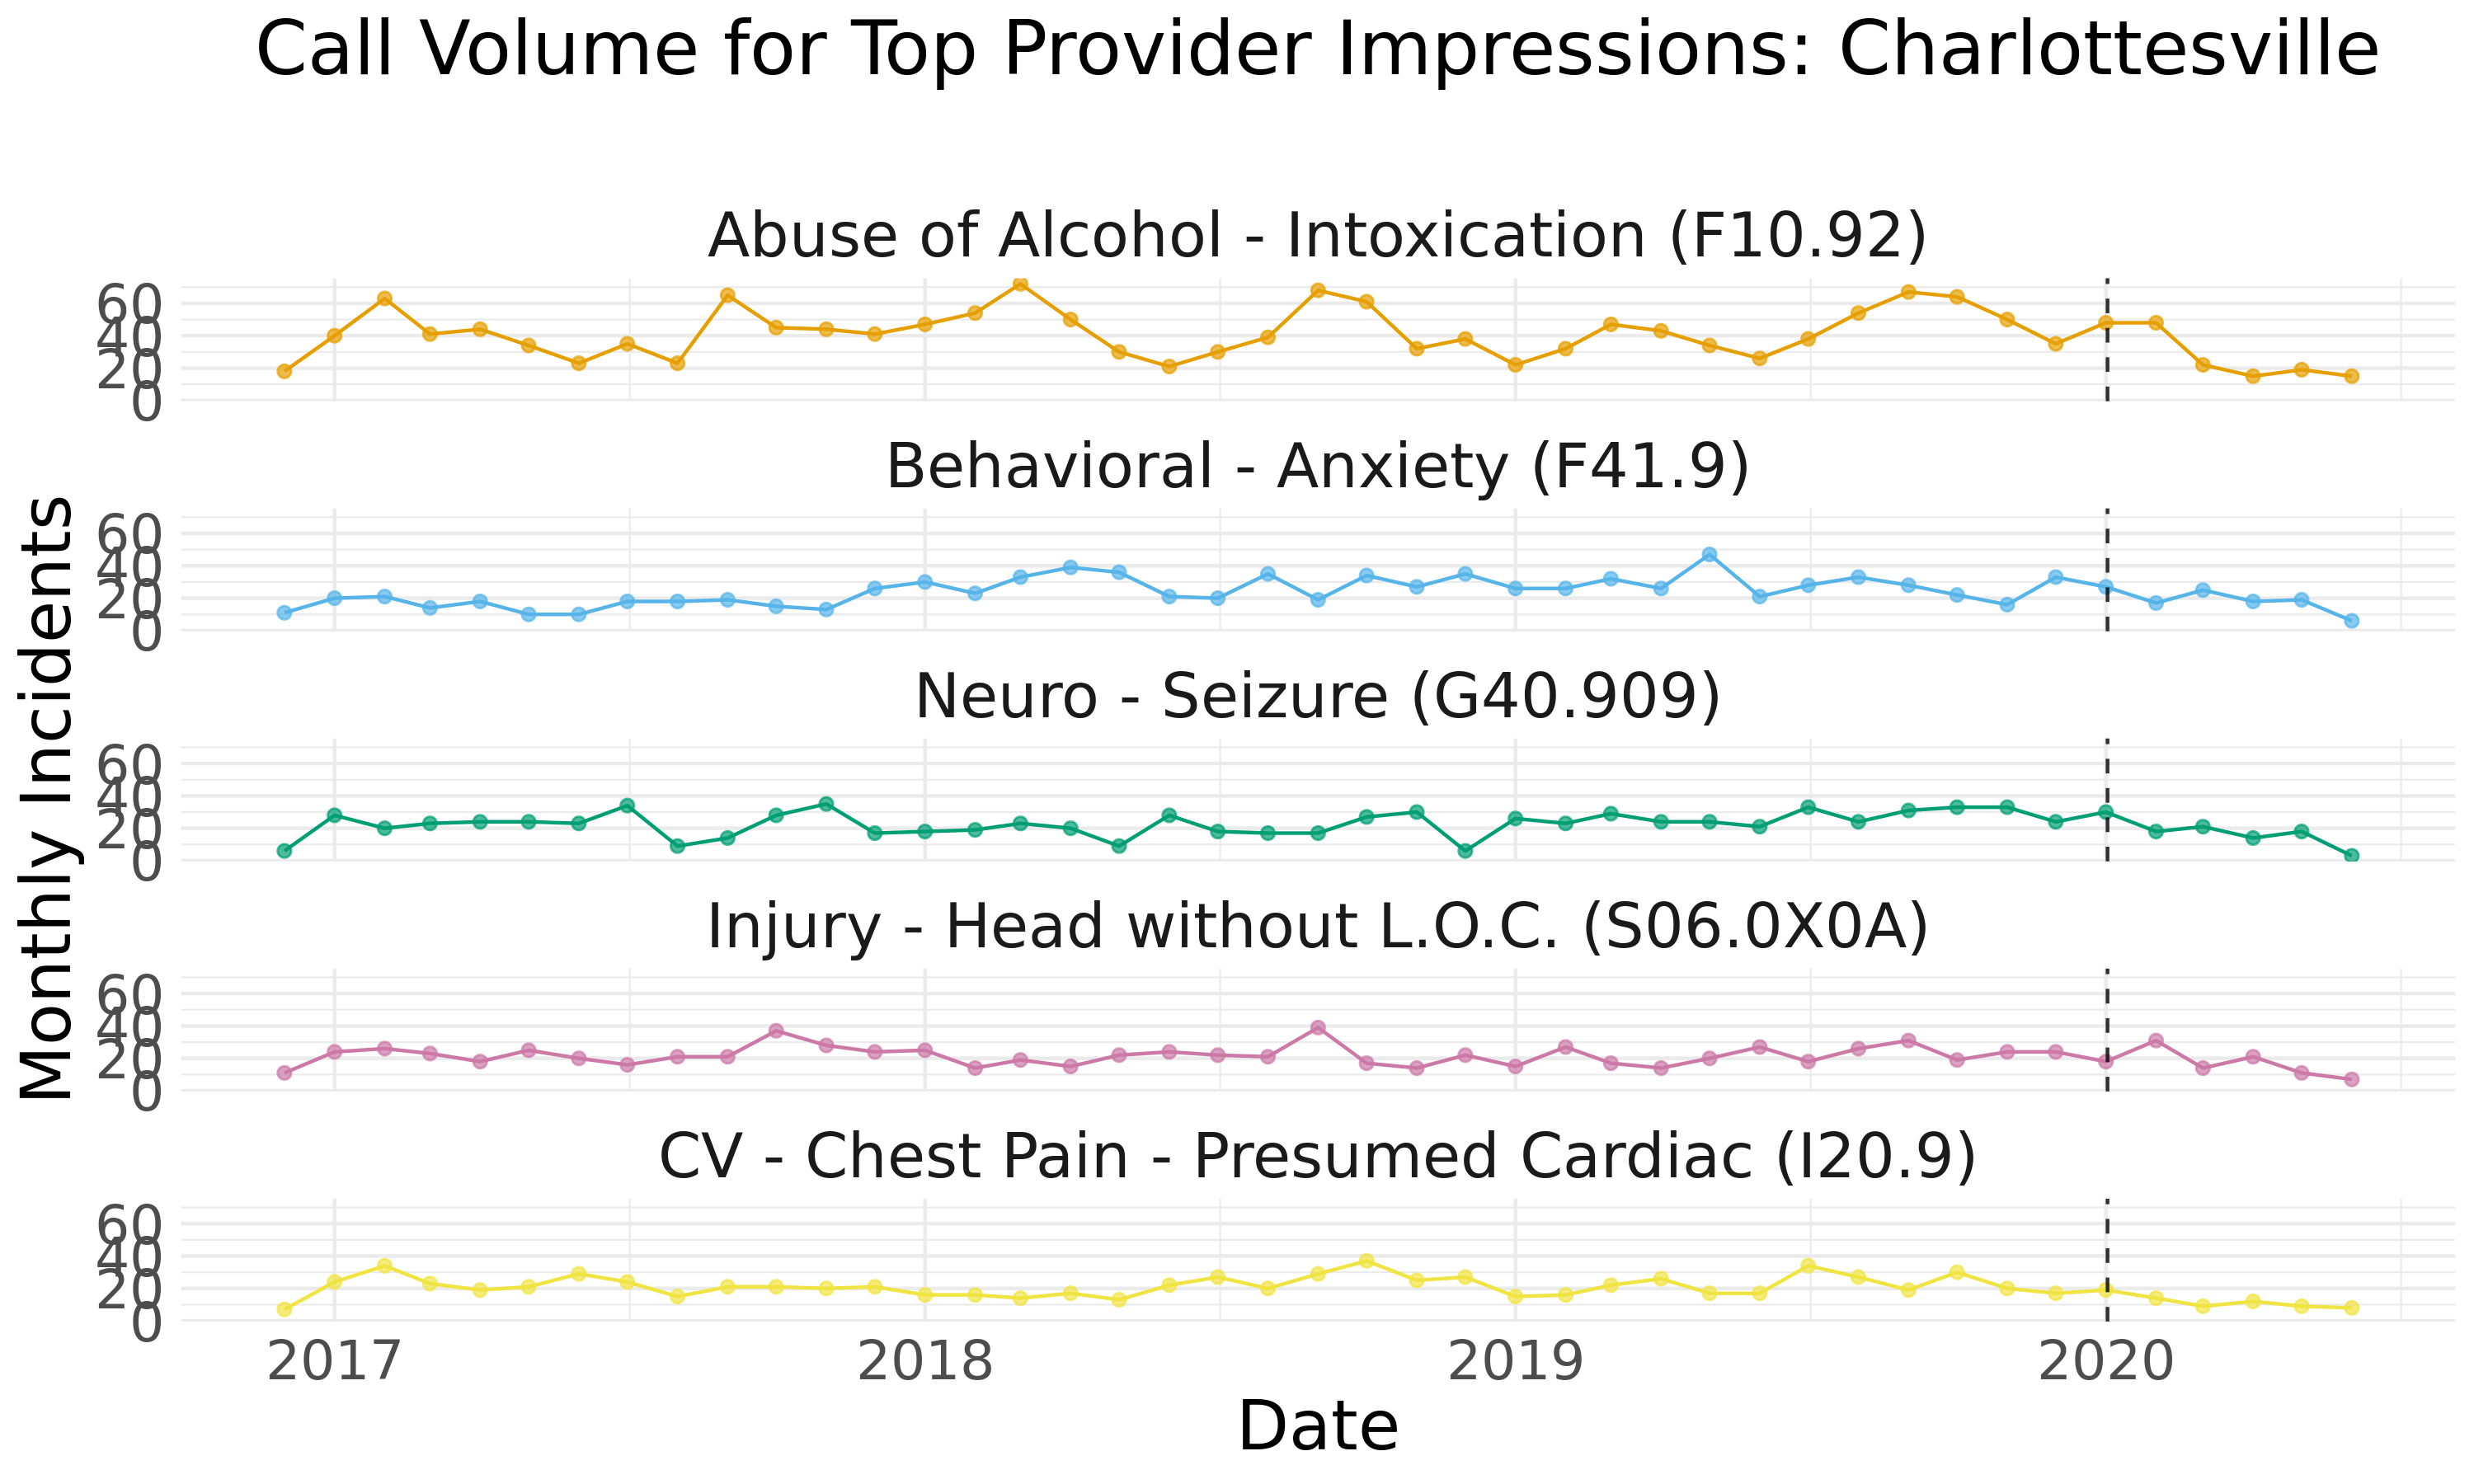 Call Volume for Top Provider Impressions: Charlottesville
Abuse of Alcohol - Intoxication (F10.92)
60
40
20
0
Behavioral - Anxiety (F41.9)
60
40
20
0
Neuro - Seizure (G40.909)
60
40
20
0
Injury - Head without L.O.C. (S06.0X0A)
60
40
20
0
CV - Chest Pain - Presumed Cardiac (I20.9)
60
40
20
0
Monthly Incidents
2017 2018 2019 2020
Date